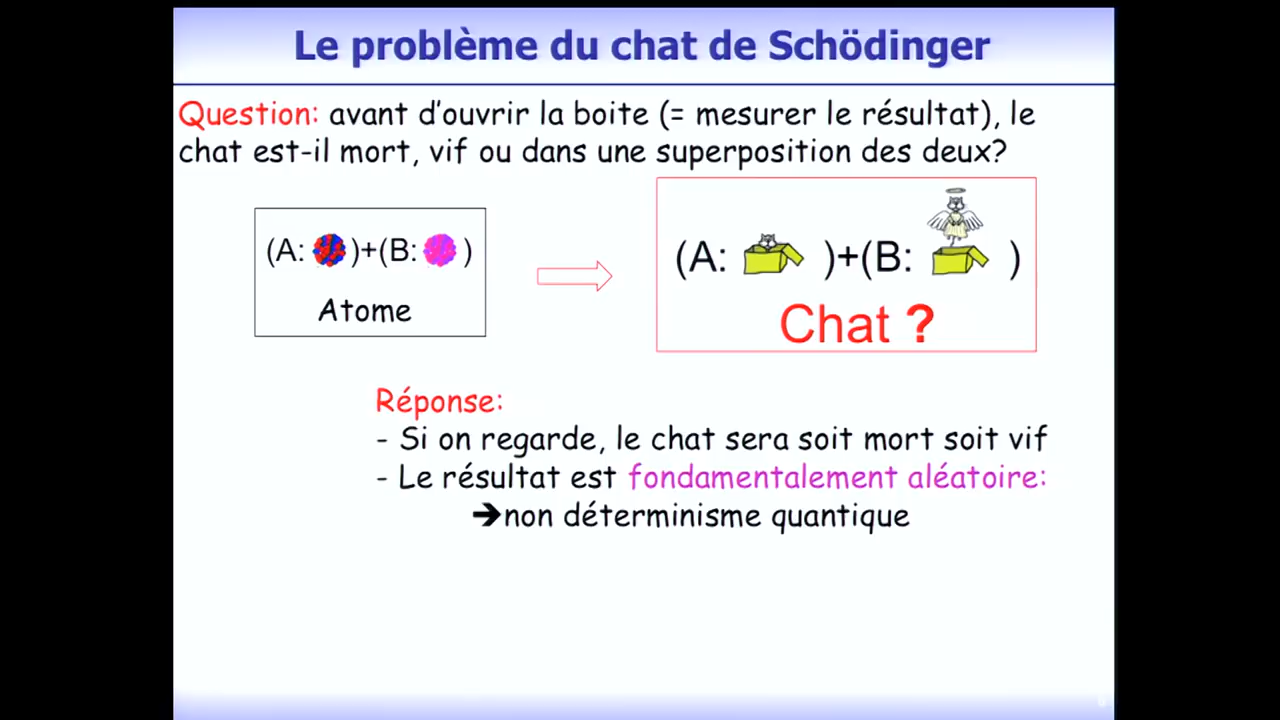 Le problème du chat de Schödinger
Question: avant d'ouvrir la boite (= mesurer le résultat), le
chat est-il mort, vif ou dans une superposition des deux?
(A: )+(B: )
Atome
(A: )+(B: )
Chat ?
Réponse:
- Si on regarde, le chat sera soit mort soit vif
- Le résultat est fondamentalement aléatoire:
➔non déterminisme quantique